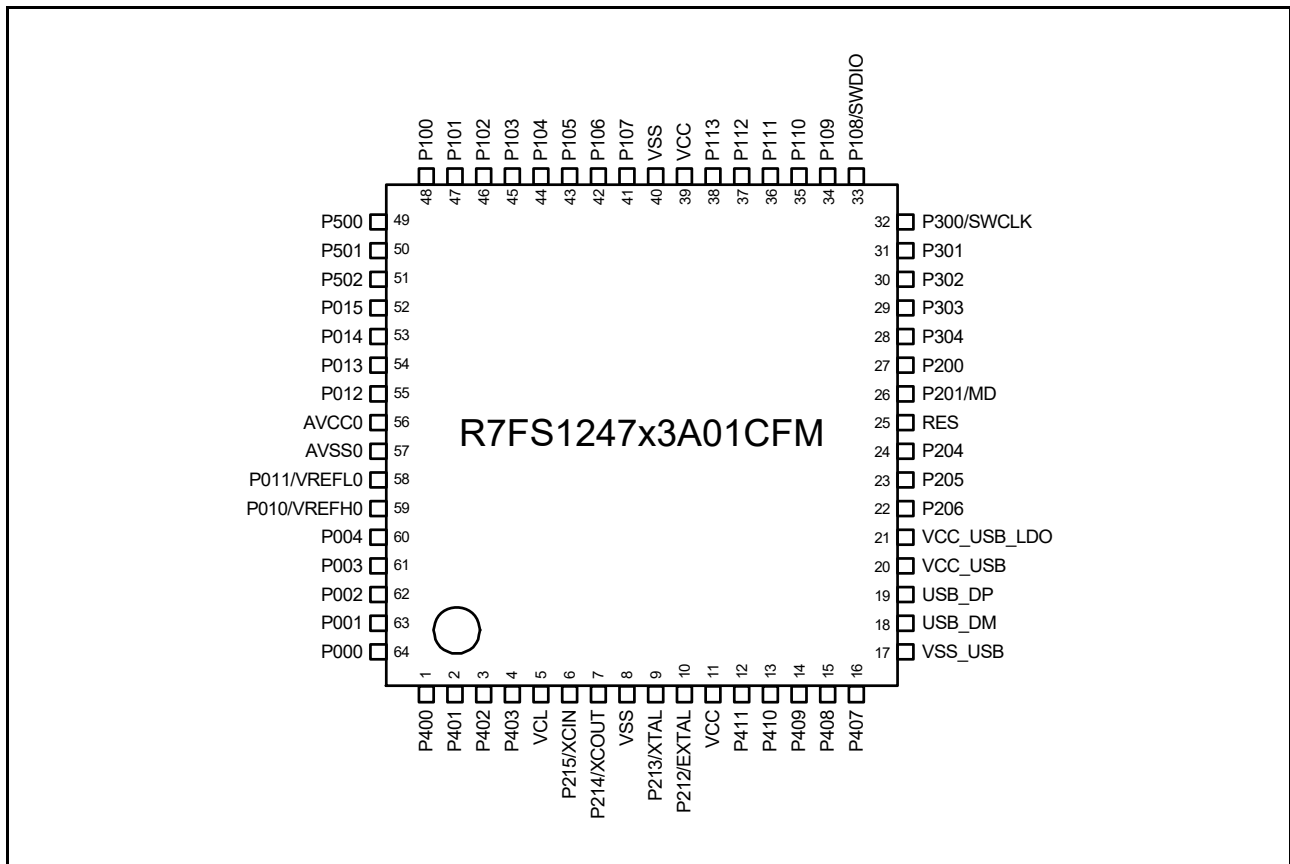 P100 P101 P102 P103 P104 P105 P106 P107 VSS VCC P113 P112 P111 P110 P109 P108/SWDIO
48 47 46 45 44 43 42 41 40 39 38 37 36 35 34 33
P500 49 32 P300/SWCLK
P501 50 31 P301
P502 51 30 P302
P015 52 29 P303
P014 53 28 P304
P013 54 27 P200
P012 55 26 P201/MD
AVCC0 56 25 RES
R7FS1247x3A01CFM
AVSS0 57 24 P204
P011/VREFL0 58 23 P205
P010/VREFH0 59 22 P206
P004 60 21 VCC_USB_LDO
P003 61 20 VCC_USB
P002 62 19 USB_DP
P001 63 18 USB_DM
P000 64 17 VSS_USB
1 2 3 4 5 6 7 8 9 10 11 12 13 14 15 16
P400 P401 P402 P403 VCL P215/XCIN P214/XCOUT VSS P213/XTAL P212/EXTAL VCC P411 P410 P409 P408 P407